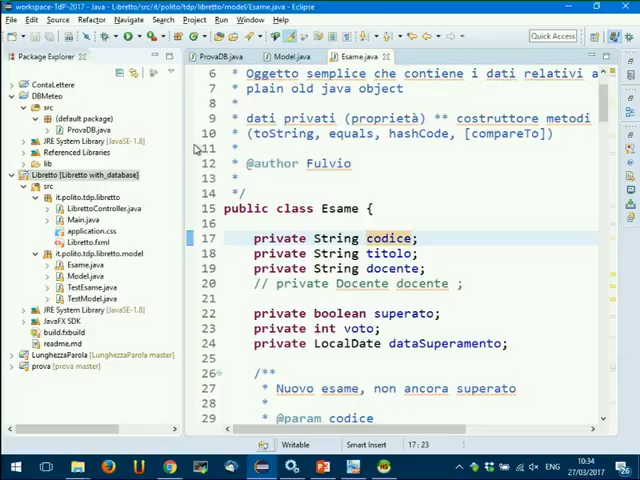 workspace-TdP-2017 - Java - Libretto/src/it/polito/tdp/libretto/model/Esame.java - Eclipse
File Edit Source Refactor Navigate Search Project Run Window Help
Quick Access
Package Explorer
ProvaDB.java Model.java Esame.java
ContaLettere
DBMeteo
src
(default package)
ProvaDB.java
JRE System Library [JavaSE-1.8]
Referenced Libraries
lib
Libretto [Libretto with_database]
src
it.polito.tdp.libretto
LibrettoController.java
Main.java
application.css
Libretto.fxml
it.polito.tdp.libretto.model
Esame.java
Model.java
TestEsame.java
TestModel.java
JRE System Library [JavaSE-1.8]
JavaFX SDK
build.fxbuild
readme.md
LunghezzaParola [LunghezzaParola master]
prova [prova master]
6 * Oggetto semplice che contiene i dati relativi a
7 * plain old java object
8 *
9 * dati privati (proprietà) ** costruttore metodi
10 * (toString, equals, hashCode, [compareTo])
11 *
12 * @author Fulvio
13 *
14 */
15 public class Esame {
16
17 private String codice;
18 private String titolo;
19 private String docente;
20 // private Docente docente ;
21
22 private boolean superato;
23 private int voto;
24 private LocalDate dataSuperamento;
25
26 /**
27 * Nuovo esame, non ancora superato
28 *
29 * @param codice
Writable Smart Insert 17 : 23
10:34
27/03/2017